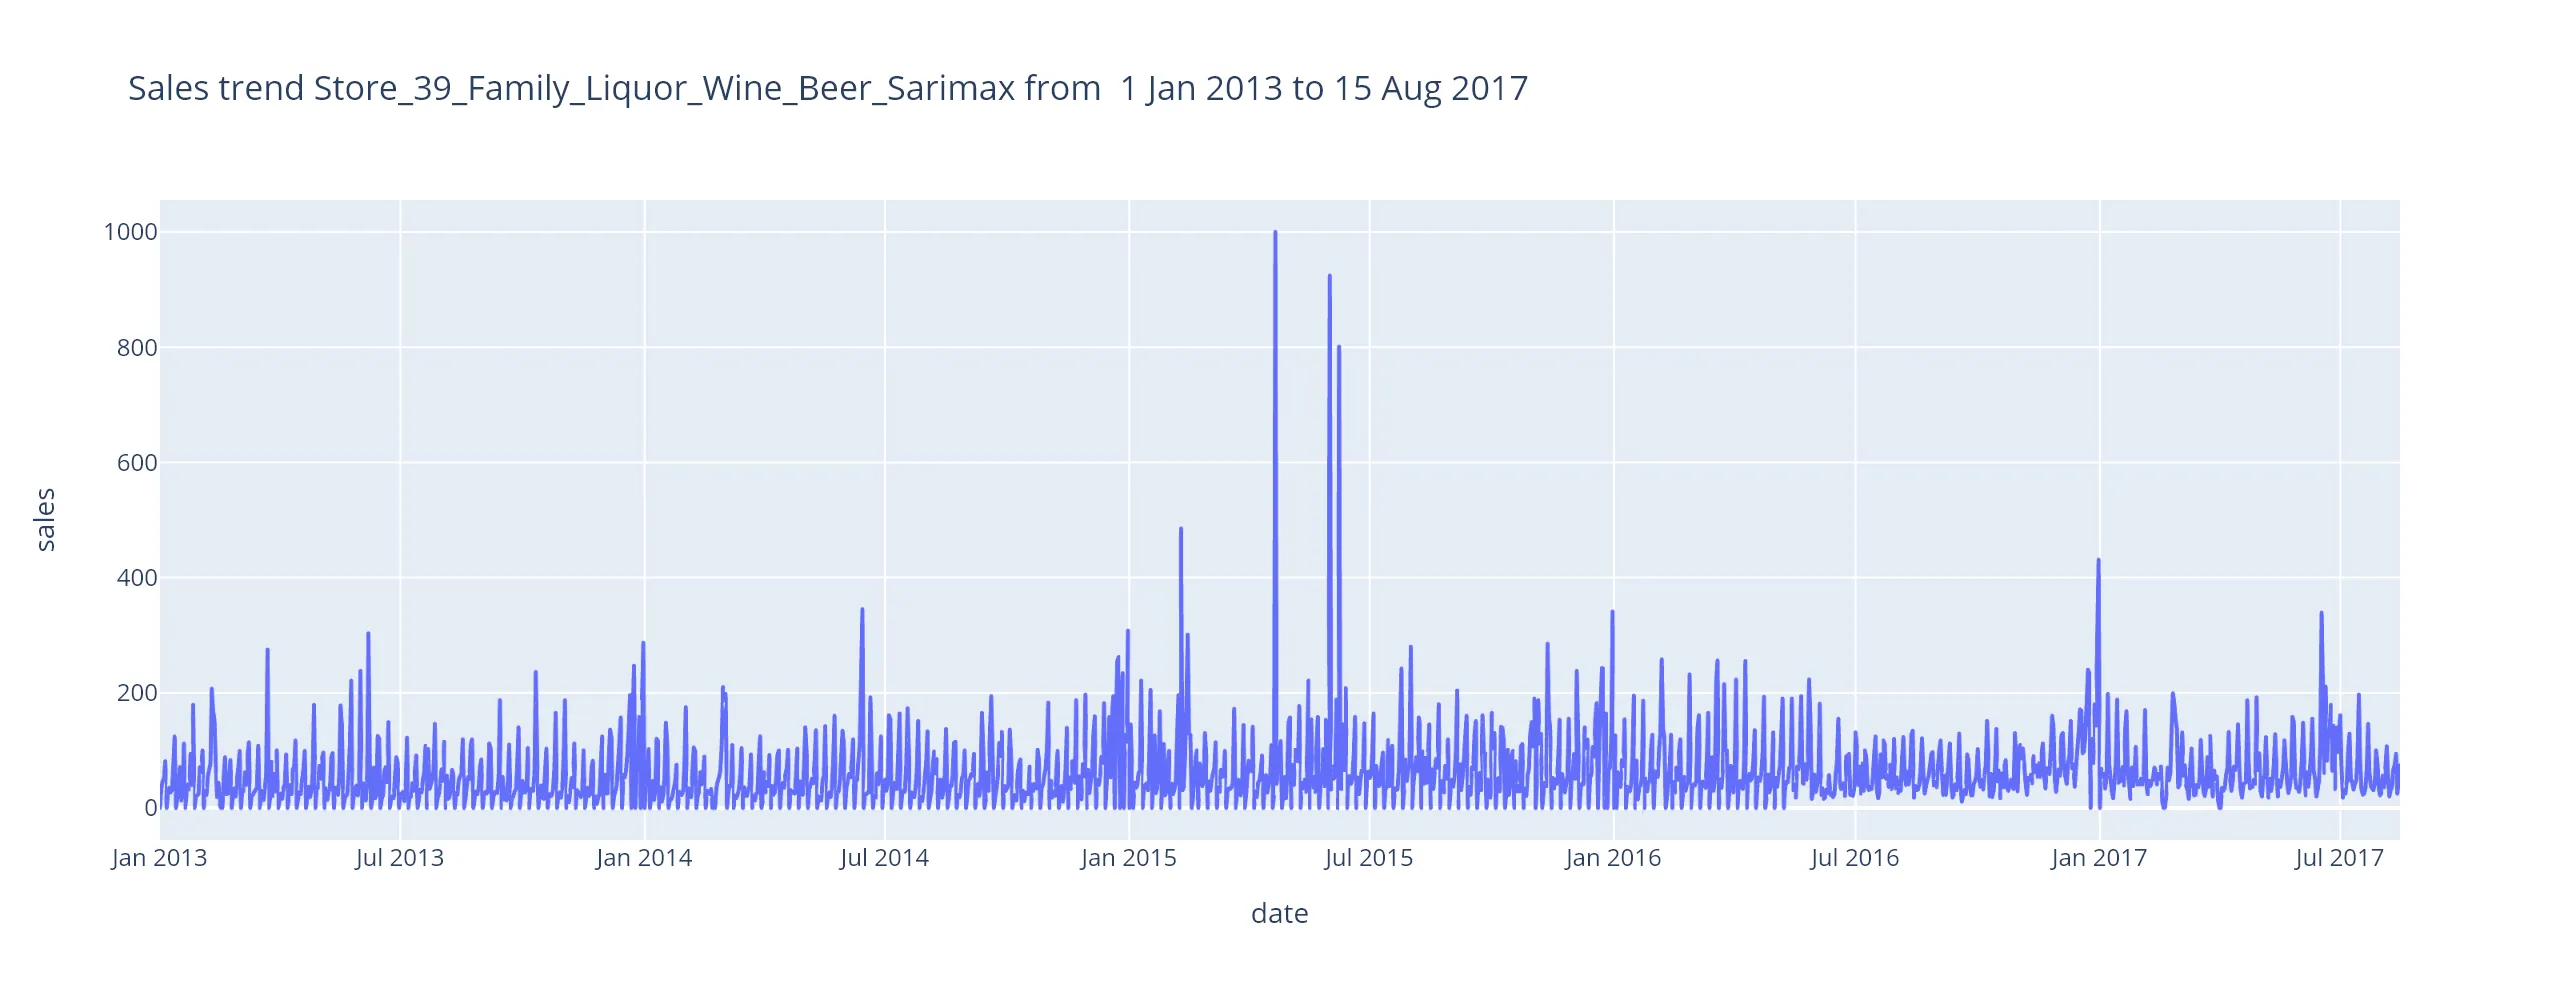 Sales trend Store_39_Family_Liquor_Wine_Beer_Sarimax from  1 Jan 2013 to 15 Aug 2017
1000
800
600
400
200
0
sales
Jan 2013 Jul 2013 Jan 2014 Jul 2014 Jan 2015 Jul 2015 Jan 2016 Jul 2016 Jan 2017 Jul 2017
date